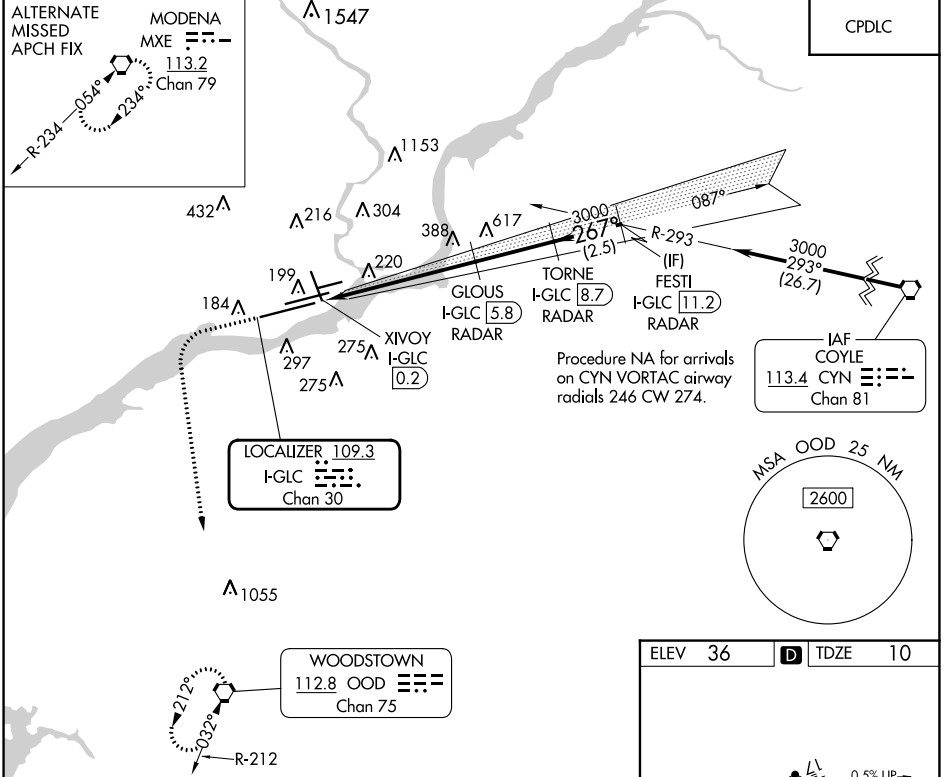 ALTERNATE
MISSED
APCH FIX
MODENA
MXE
113.2
Chan 79
R-234
054°
234°
1547
CPDLC
1153
432
216
304
388
617
3000
267°
(2.5)
087°
R-293
3000
293°
(26.7)
199
220
184
GLOUS
I-GLC 5.8
RADAR
TORNE
I-GLC 8.7
RADAR
(IF)
FESTI
I-GLC 11.2
RADAR
XIVOY
I-GLC
0.2
297
275
275
Procedure NA for arrivals
on CYN VORTAC airway
radials 246 CW 274.
IAF
COYLE
113.4 CYN
Chan 81
LOCALIZER 109.3
I-GLC
Chan 30
MSA OOD 25 NM
2600
1055
WOODSTOWN
112.8 OOD
Chan 75
212°
032°
R-212
ELEV 36 D TDZE 10
17
0.5% UP